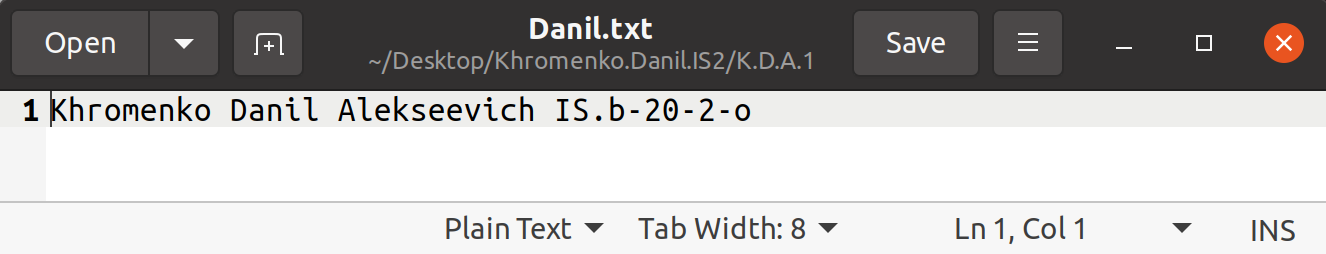 Open
Danil.txt
~/Desktop/Khromenko.Danil.IS2/K.D.A.1
Save
1 Khromenko Danil Alekseevich IS.b-20-2-o
Plain Text Tab Width: 8 Ln 1, Col 1 INS